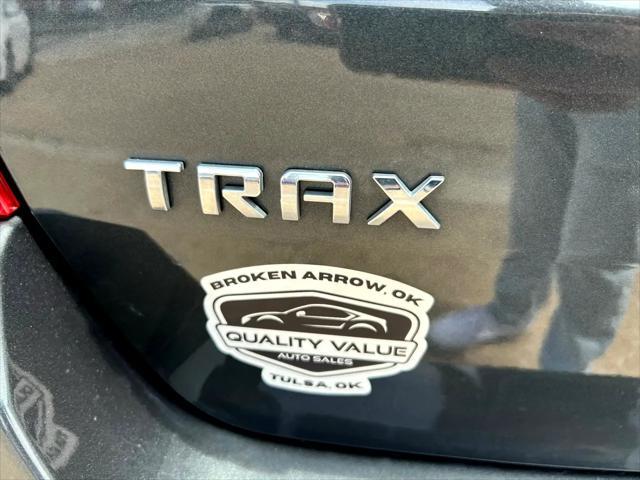 TRAX
BROKEN ARROW, OK
QUALITY VALUE
AUTO SALES
TULSA, OK